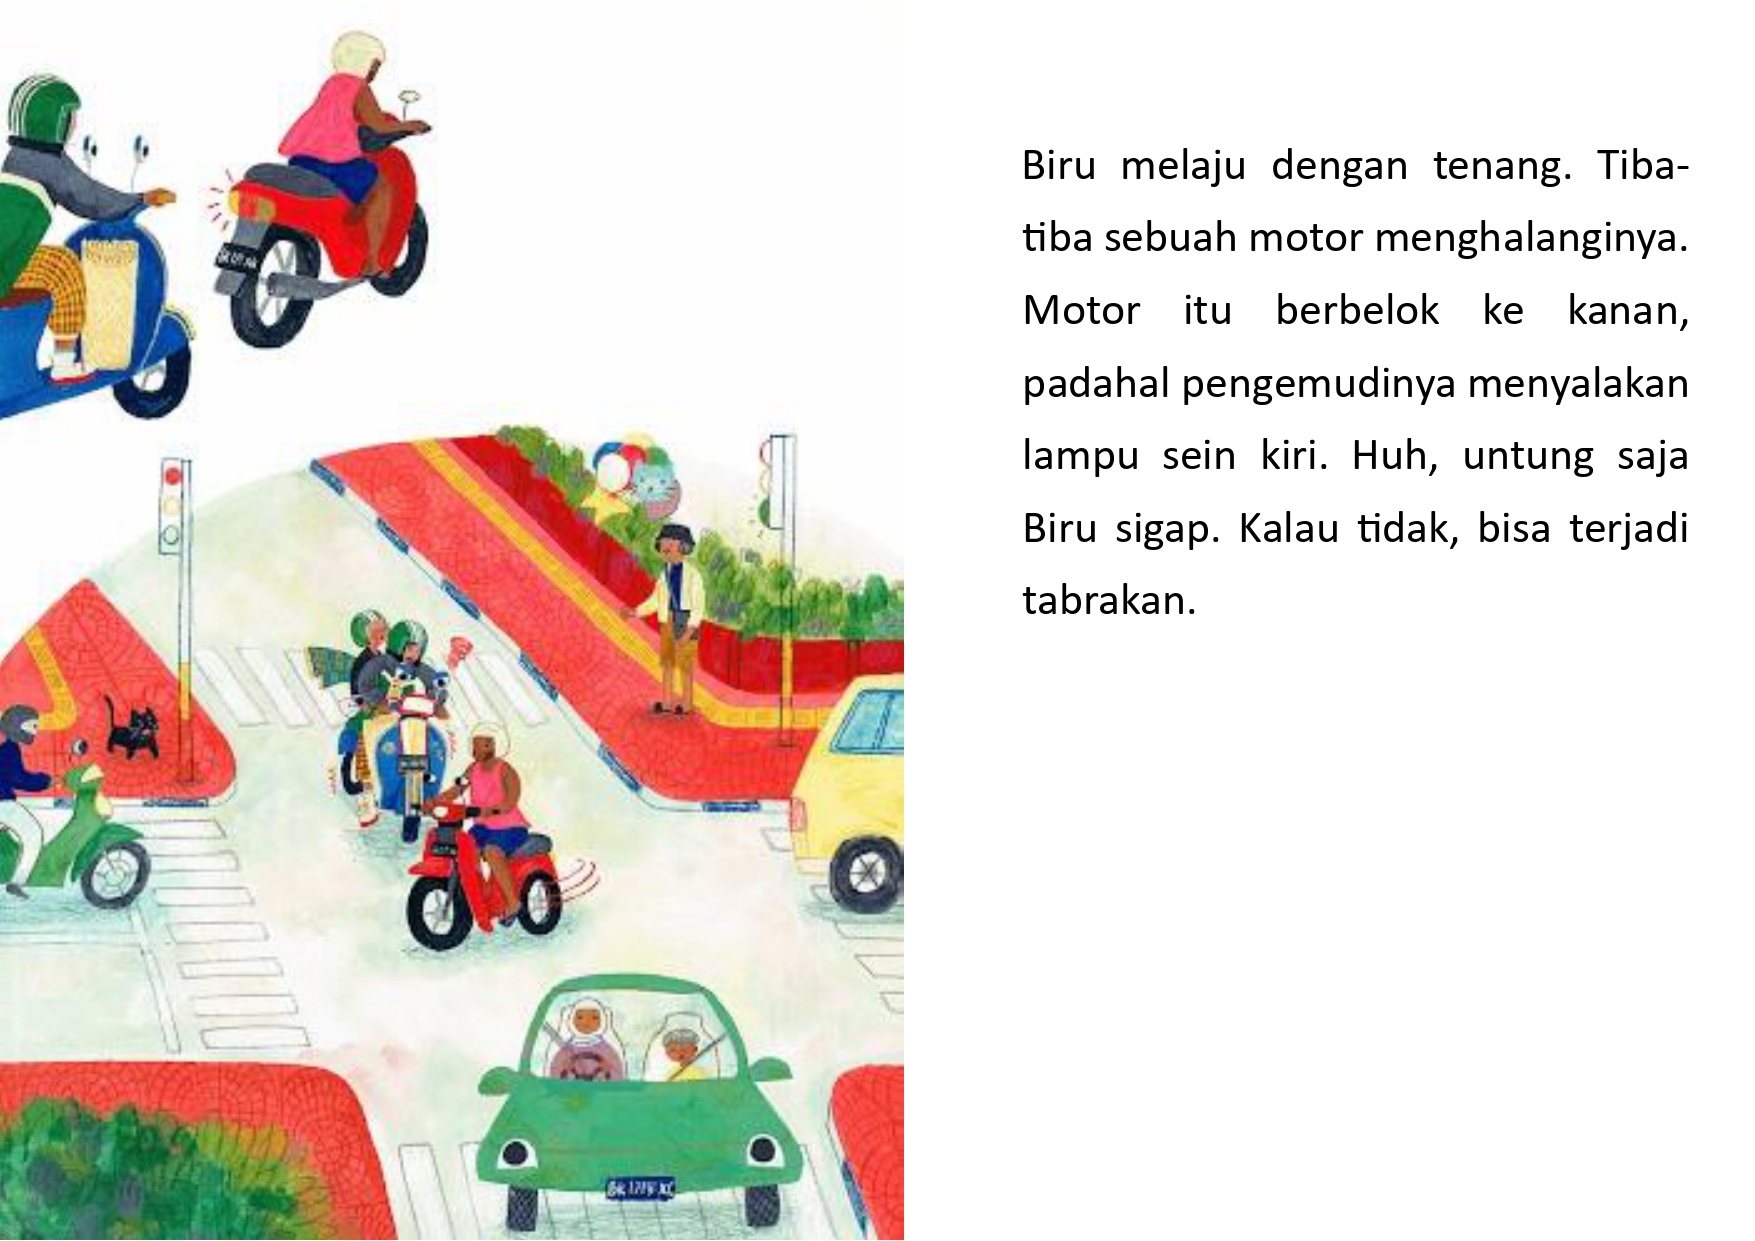 Biru melaju dengan tenang. Tiba-
tiba sebuah motor menghalanginya.
Motor itu berbelok ke kanan,
padahal pengemudinya menyalakan
lampu sein kiri. Huh, untung saja
Biru sigap. Kalau tidak, bisa terjadi
tabrakan.